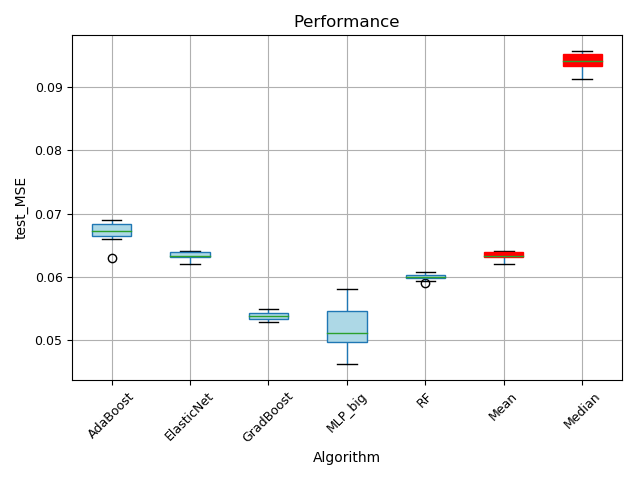 Performance
test_MSE
0.09
0.08
0.07
0.06
0.05
AdaBoost
ElasticNet
GradBoost
MLP_big
RF
Mean
Median
Algorithm